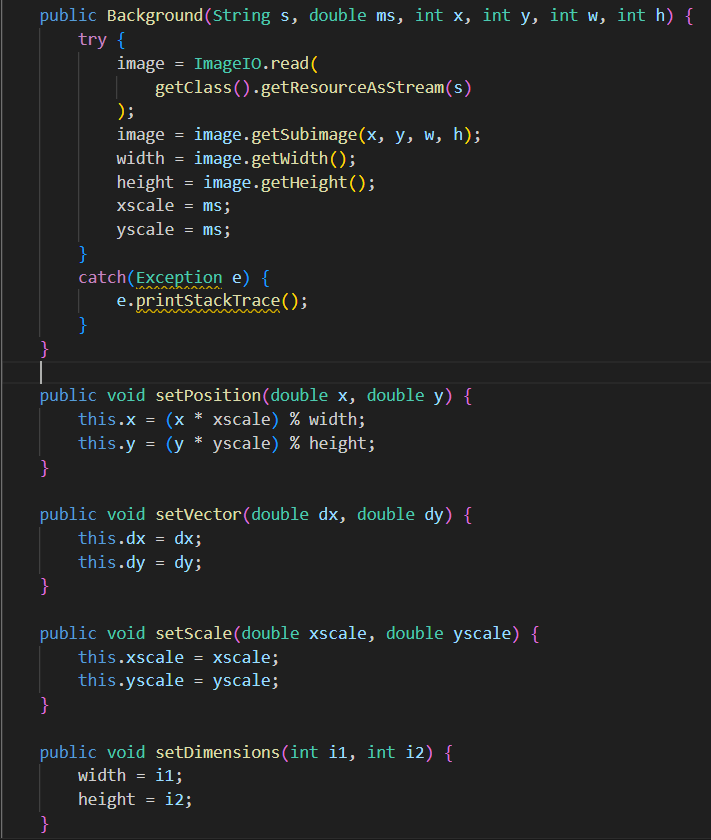 public Background(String s, double ms, int x, int y, int w, int h) {
try {
image = ImageIO.read(
getClass().getResourceAsStream(s)
);
image = image.getSubimage(x, y, w, h);
width = image.getWidth();
height = image.getHeight();
xscale = ms;
yscale = ms;
}
catch(Exception e) {
e.printStackTrace();
}
}
public void setPosition(double x, double y) {
this.x = (x * xscale) % width;
this.y = (y * yscale) % height;
}
public void setVector(double dx, double dy) {
this.dx = dx;
this.dy = dy;
}
public void setScale(double xscale, double yscale) {
this.xscale = xscale;
this.yscale = yscale;
}
public void setDimensions(int i1, int i2) {
width = i1;
height = i2;
}